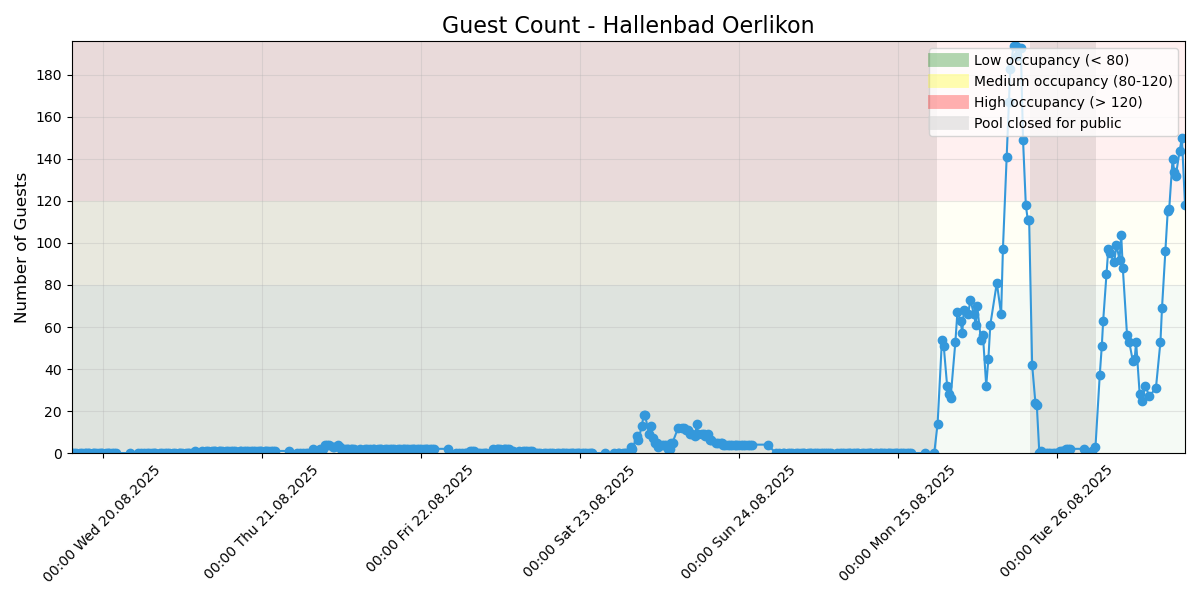 Guest Count - Hallenbad Oerlikon
Number of Guests
180
160
140
120
100
80
60
40
20
0
Low occupancy (< 80)
Medium occupancy (80-120)
High occupancy (> 120)
Pool closed for public
00:00 Wed 20.08.2025
00:00 Thu 21.08.2025
00:00 Fri 22.08.2025
00:00 Sat 23.08.2025
00:00 Sun 24.08.2025
00:00 Mon 25.08.2025
00:00 Tue 26.08.2025